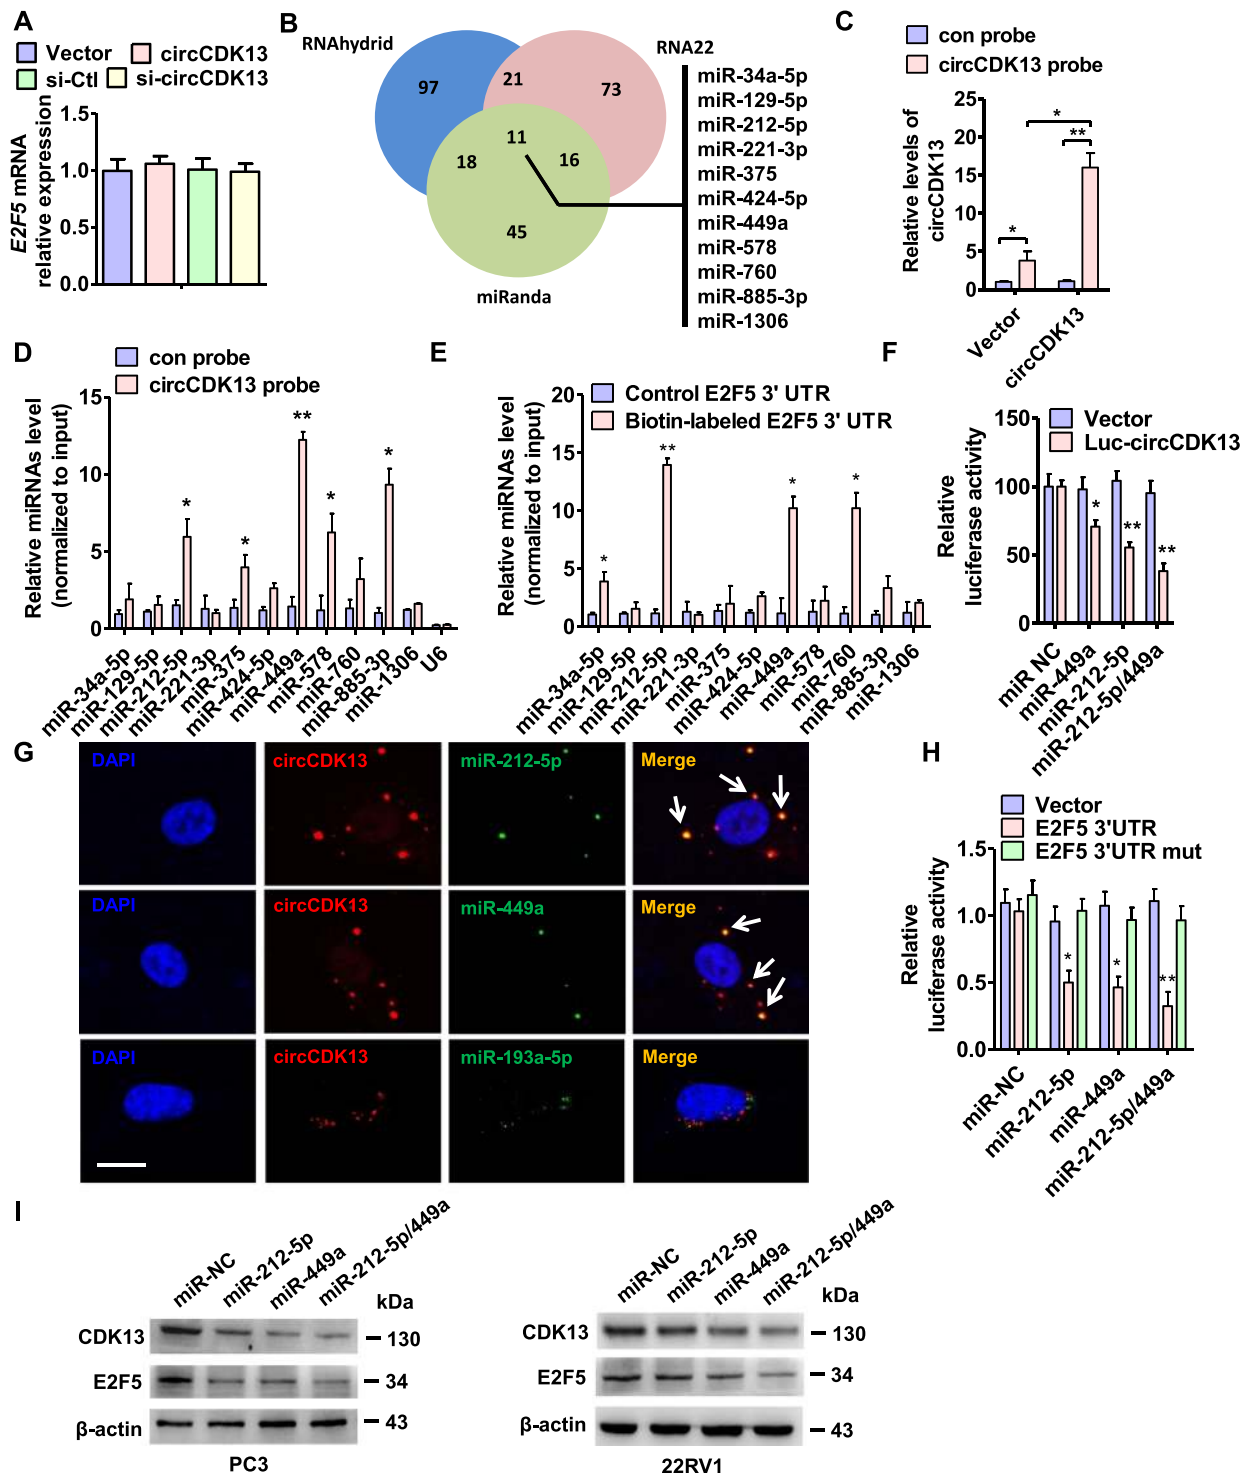 A
Vector
circCDK13
si-Ctl
si-circCDK13
E2F5 mRNA
relative expression
1.5
1.0
0.5
0.0
B
RNAhydrid
RNA22
97
21
73
11
18
16
45
miRanda
miR-34a-5p
miR-129-5p
miR-212-5p
miR-221-3p
miR-375
miR-424-5p
miR-449a
miR-578
miR-760
miR-885-3p
miR-1306
C
con probe
circCDK13 probe
Relative levels of
circCDK13
25
20
15
10
5
0
*
*
**
Vector
circCDK13
D
con probe
circCDK13 probe
Relative miRNAs level
(normalized to input)
15
10
5
0
*
*
**
*
*
miR-34a-5p
miR-129-5p
miR-212-5p
miR-221-3p
miR-375
miR-424-5p
miR-449a
miR-578
miR-760
miR-885-3p
miR-1306
U6
E
Control E2F5 3' UTR
Biotin-labeled E2F5 3' UTR
Relative miRNAs level
(normalized to input)
20
15
10
5
0
*
**
*
*
miR-34a-5p
miR-129-5p
miR-212-5p
miR-221-3p
miR-375
miR-424-5p
miR-449a
miR-578
miR-760
miR-885-3p
miR-1306
F
Vector
Luc-circCDK13
Relative
luciferase activity
150
100
50
0
*
**
**
miR NC
miR-449a
miR-212-5p
miR-212-5p/449a
G
DAPI
circCDK13
miR-212-5p
Merge
DAPI
circCDK13
miR-449a
Merge
DAPI
circCDK13
miR-193a-5p
Merge
H
Vector
E2F5 3'UTR
E2F5 3'UTR mut
Relative
luciferase activity
1.5
1.0
0.5
0.0
*
*
**
miR-NC
miR-212-5p
miR-449a
miR-212-5p/449a
I
miR-NC
miR-212-5p
miR-449a
miR-212-5p/449a
kDa
CDK13
130
E2F5
34
β-actin
43
PC3
miR-NC
miR-212-5p
miR-449a
miR-212-5p/449a
kDa
CDK13
130
E2F5
34
β-actin
43
22RV1